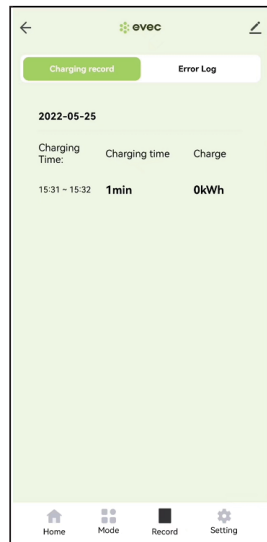 evec
Charging record Error Log
2022-05-25
Charging Time: Charging time Charge
15:31 ~ 15:32 1min 0kWh
Home Mode Record Setting